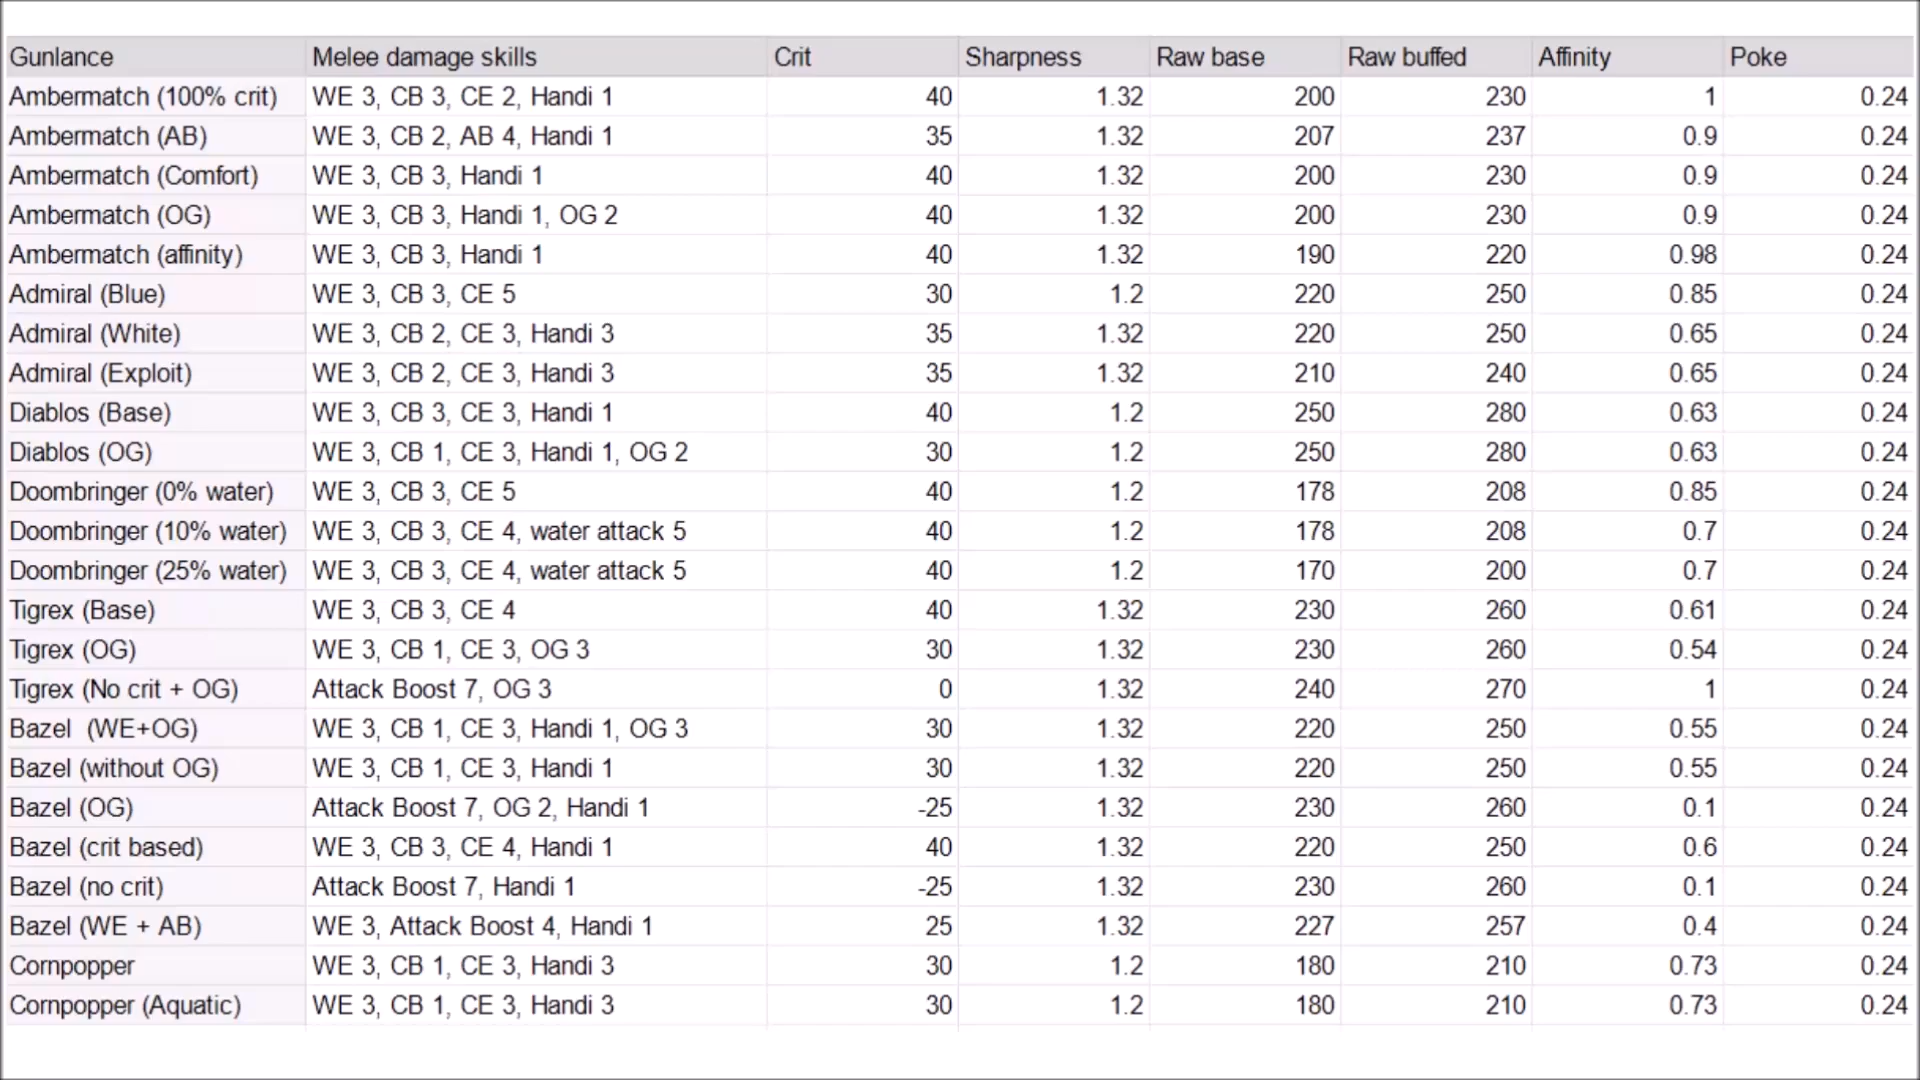 Gunlance Melee damage skills Crit Sharpness Raw base Raw buffed Affinity Poke
Ambermatch (100% crit) WE 3, CB 3, CE 2, Handi 1 40 1.32 200 230 1 0.24
Ambermatch (AB) WE 3, CB 2, AB 4, Handi 1 35 1.32 207 237 0.9 0.24
Ambermatch (Comfort) WE 3, CB 3, Handi 1 40 1.32 200 230 0.9 0.24
Ambermatch (OG) WE 3, CB 3, Handi 1, OG 2 40 1.32 200 230 0.9 0.24
Ambermatch (affinity) WE 3, CB 3, Handi 1 40 1.32 190 220 0.98 0.24
Admiral (Blue) WE 3, CB 3, CE 5 30 1.2 220 250 0.85 0.24
Admiral (White) WE 3, CB 2, CE 3, Handi 3 35 1.32 220 250 0.65 0.24
Admiral (Exploit) WE 3, CB 2, CE 3, Handi 3 35 1.32 210 240 0.65 0.24
Diablos (Base) WE 3, CB 3, CE 3, Handi 1 40 1.2 250 280 0.63 0.24
Diablos (OG) WE 3, CB 1, CE 3, Handi 1, OG 2 30 1.2 250 280 0.63 0.24
Doombringer (0% water) WE 3, CB 3, CE 5 40 1.2 178 208 0.85 0.24
Doombringer (10% water) WE 3, CB 3, CE 4, water attack 5 40 1.2 178 208 0.7 0.24
Doombringer (25% water) WE 3, CB 3, CE 4, water attack 5 40 1.2 170 200 0.7 0.24
Tigrex (Base) WE 3, CB 3, CE 4 40 1.32 230 260 0.61 0.24
Tigrex (OG) WE 3, CB 1, CE 3, OG 3 30 1.32 230 260 0.54 0.24
Tigrex (No crit + OG) Attack Boost 7, OG 3 0 1.32 240 270 1 0.24
Bazel (WE+OG) WE 3, CB 1, CE 3, Handi 1, OG 3 30 1.32 220 250 0.55 0.24
Bazel (without OG) WE 3, CB 1, CE 3, Handi 1 30 1.32 220 250 0.55 0.24
Bazel (OG) Attack Boost 7, OG 2, Handi 1 -25 1.32 230 260 0.1 0.24
Bazel (crit based) WE 3, CB 3, CE 4, Handi 1 40 1.32 220 250 0.6 0.24
Bazel (no crit) Attack Boost 7, Handi 1 -25 1.32 230 260 0.1 0.24
Bazel (WE + AB) WE 3, Attack Boost 4, Handi 1 25 1.32 227 257 0.4 0.24
Cornpopper WE 3, CB 1, CE 3, Handi 3 30 1.2 180 210 0.73 0.24
Cornpopper (Aquatic) WE 3, CB 1, CE 3, Handi 3 30 1.2 180 210 0.73 0.24